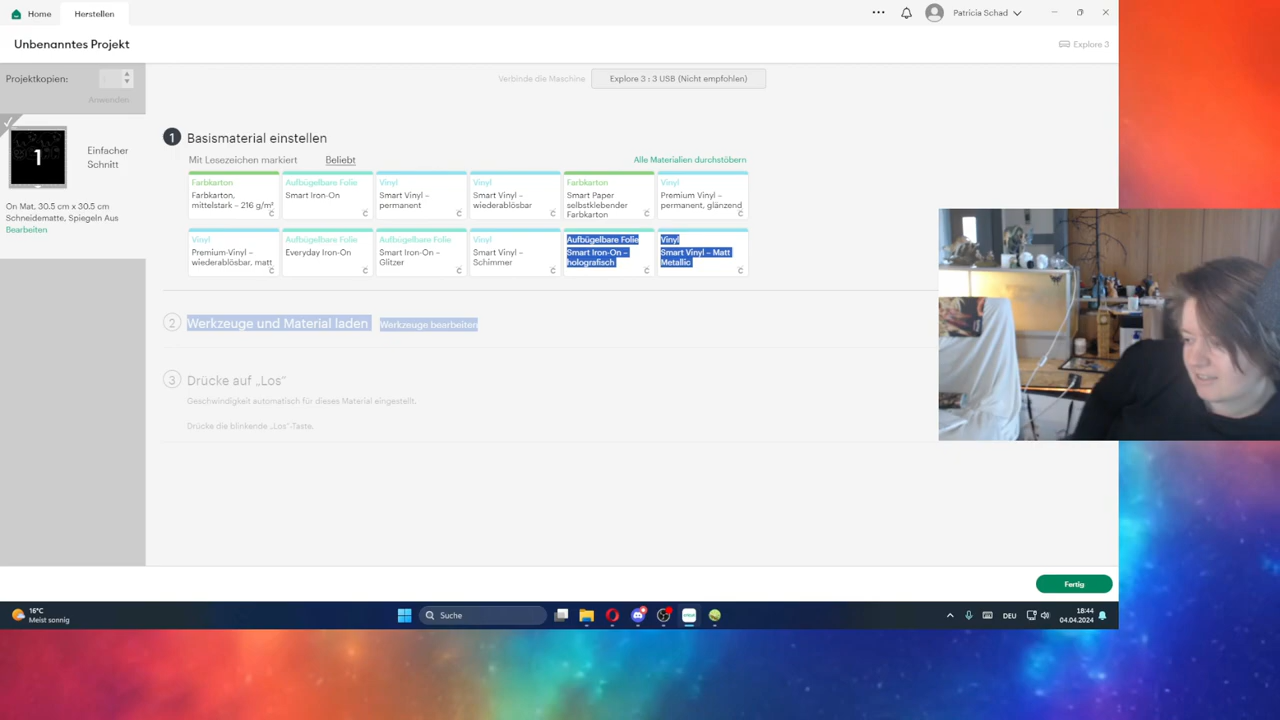 Home
Herstellen
Patricia Schad
Unbenanntes Projekt
Explore 3
Projektkopien:
Anwenden
Verbinde die Maschine
Explore 3 : 3 USB (Nicht empfohlen)
1
Einfacher
Schnitt
On Mat, 30.5 cm x 30.5 cm
Schneidematte, Spiegeln Aus
Bearbeiten
1 Basismaterial einstellen
Mit Lesezeichen markiert
Beliebt
Alle Materialien durchstöbern
Farbkarton
Farbkarton,
mittelstark – 216 g/m²
Aufbügelbare Folie
Smart Iron-On
Vinyl
Smart Vinyl –
permanent
Vinyl
Smart Vinyl –
wiederablösbar
Farbkarton
Smart Paper
selbstklebender
Farbkarton
Vinyl
Premium Vinyl –
permanent, glänzend
Vinyl
Premium-Vinyl –
wiederablösbar, matt
Aufbügelbare Folie
Everyday Iron-On
Aufbügelbare Folie
Smart Iron-On –
Glitzer
Vinyl
Smart Vinyl –
Schimmer
Aufbügelbare Folie
Smart Iron-On –
holografisch
Vinyl
Smart Vinyl – Matt
Metallic
2 Werkzeuge und Material laden Werkzeuge bearbeiten
3 Drücke auf „Los"
Geschwindigkeit automatisch für dieses Material eingestellt.
Drücke die blinkende „Los"-Taste.
Fertig
16°C
Meist sonnig
Suche
DEU
18:44
04.04.2024